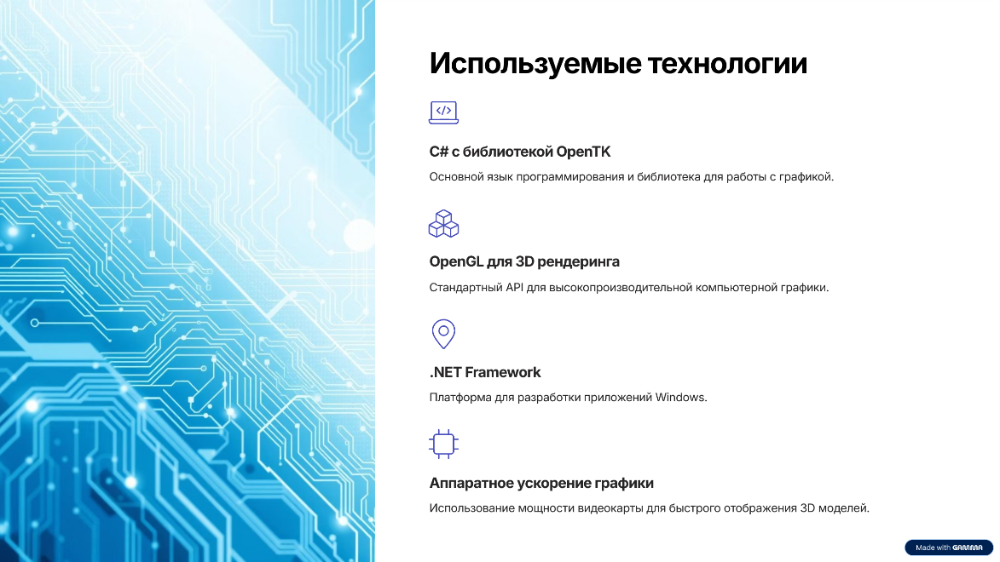 Используемые технологии
</>
C# с библиотекой OpenTK
Основной язык программирования и библиотека для работы с графикой.
OpenGL для 3D рендеринга
Стандартный API для высокопроизводительной компьютерной графики.
.NET Framework
Платформа для разработки приложений Windows.
Аппаратное ускорение графики
Использование мощности видеокарты для быстрого отображения 3D моделей.
Made with GAMMA